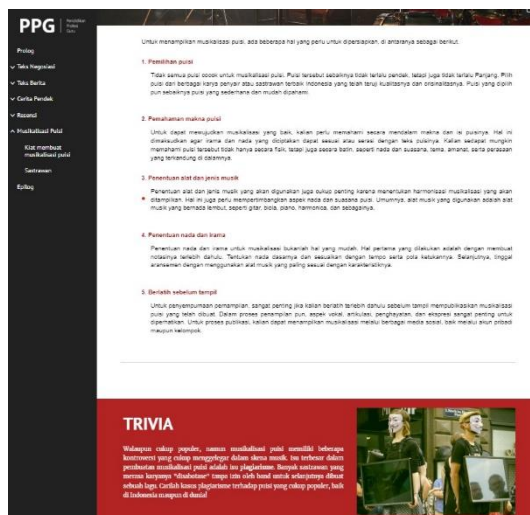 PPG
Pendidikan
Profesi
Guru
Prolog
Teks Negosiasi
Teks Berita
Cerita Pendek
Resensi
Musikalisasi Puisi
Kiat membuat
musikalisasi puisi
Sastrawan
Epilog
Untuk menampilkan musikalisasi puisi, ada beberapa hal yang perlu untuk dipersiapkan, di antaranya sebagai berikut.
1. Pemilihan puisi
Tidak semua puisi cocok untuk musikalisasi puisi. Puisi tersebut sebaiknya tidak terlalu pendek, tetapi juga tidak terlalu Panjang. Pilih
puisi dari berbagai karya penyair atau sastrawan terbaik Indonesia yang telah teruji kualitasnya dan orisinalitasnya. Puisi yang dipilih
pun sebaiknya puisi yang sederhana dan mudah dipahami.
2. Pemahaman makna puisi
Untuk dapat mewujudkan musikalisasi yang baik, kalian perlu memahami secara mendalam makna dan isi puisinya. Hal ini
dimaksudkan agar irama dan nada yang diciptakan dapat sesuai atau serasi dengan teks puisinya. Kalian sedapat mungkin
memahami puisi tersebut tidak hanya secara fisik, tetapi juga secara batin, seperti nada dan suasana, tema, amanat, serta perasaan
yang terkandung di dalamnya.
3. Penentuan alat dan jenis musik
Penentuan alat dan jenis musik yang akan digunakan juga cukup penting karena menentukan harmonisasi musikalisasi yang akan
ditampilkan. Hal ini juga perlu mempertimbangkan aspek nada dan suasana puisi. Umumnya, alat musik yang digunakan adalah alat
musik yang bernada lembut, seperti gitar, biola, piano, harmonica, dan sebagainya.
4. Penentuan nada dan irama
Penentuan nada dan irama untuk musikalisasi bukanlah hal yang mudah. Hal pertama yang dilakukan adalah dengan membuat
notasinya terlebih dahulu. Tentukan nada dasarnya dan sesuaikan dengan tempo serta pola ketukannya. Selanjutnya, tinggal
aransemen dengan menggunakan alat musik yang paling sesuai dengan karakteristiknya.
5. Berlatih sebelum tampil
Untuk penyempurnaan penampilan, sangat penting jika kalian berlatih terlebih dahulu sebelum tampil mempublikasikan musikalisasi
puisi yang telah dibuat. Dalam proses penampilan pun, aspek vokal, artikulasi, penghayatan, dan ekspresi sangat penting untuk
diperhatikan. Untuk proses publikasi, kalian dapat menampilkan musikalisasi melalui berbagai media sosial, baik melalui akun pribadi
maupun kelompok.
TRIVIA
Walaupun cukup populer, namun musikalisasi puisi memiliki beberapa
kontroversi yang cukup menggelegar dalam skena musik. Isu terbesar dalam
pembuatan musikalisasi puisi adalah isu plagiarisme. Banyak sastrawan yang
merasa karyanya "disabotase" tanpa izin oleh band untuk selanjutnya dibuat
sebuah lagu. Carilah kasus plagiarisme terhadap puisi yang cukup populer, baik
di Indonesia maupun di dunia!